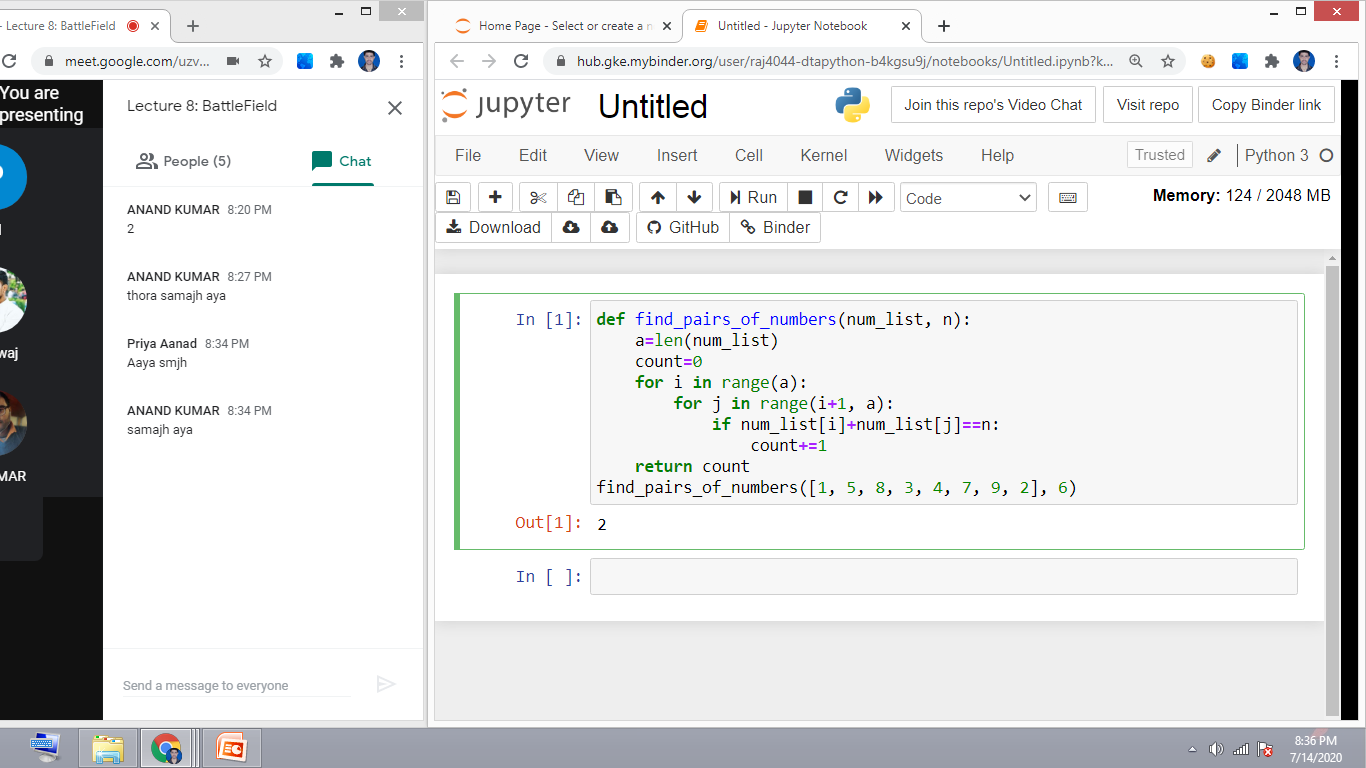 - Lecture 8: BattleField
meet.google.com/uzv...
You are
presenting
Lecture 8: BattleField
People (5)
Chat
ANAND KUMAR 8:20 PM
2
ANAND KUMAR 8:27 PM
thora samajh aya
Priya Aanad 8:34 PM
Aaya smjh
ANAND KUMAR 8:34 PM
samajh aya
waj
MAR
Send a message to everyone
Home Page - Select or create a n
Untitled - Jupyter Notebook
hub.gke.mybinder.org/user/raj4044-dtapython-b4kgsu9j/notebooks/Untitled.ipynb?k...
jupyter Untitled
Join this repo's Video Chat
Visit repo
Copy Binder link
File Edit View Insert Cell Kernel Widgets Help
Trusted
Python 3
Run
Code
Memory: 124 / 2048 MB
Download
GitHub
Binder
In [1]: def find_pairs_of_numbers(num_list, n):
    a=len(num_list)
    count=0
    for i in range(a):
        for j in range(i+1, a):
            if num_list[i]+num_list[j]==n:
                count+=1
    return count
find_pairs_of_numbers([1, 5, 8, 3, 4, 7, 9, 2], 6)
Out[1]: 2
In [ ]:
8:36 PM
7/14/2020